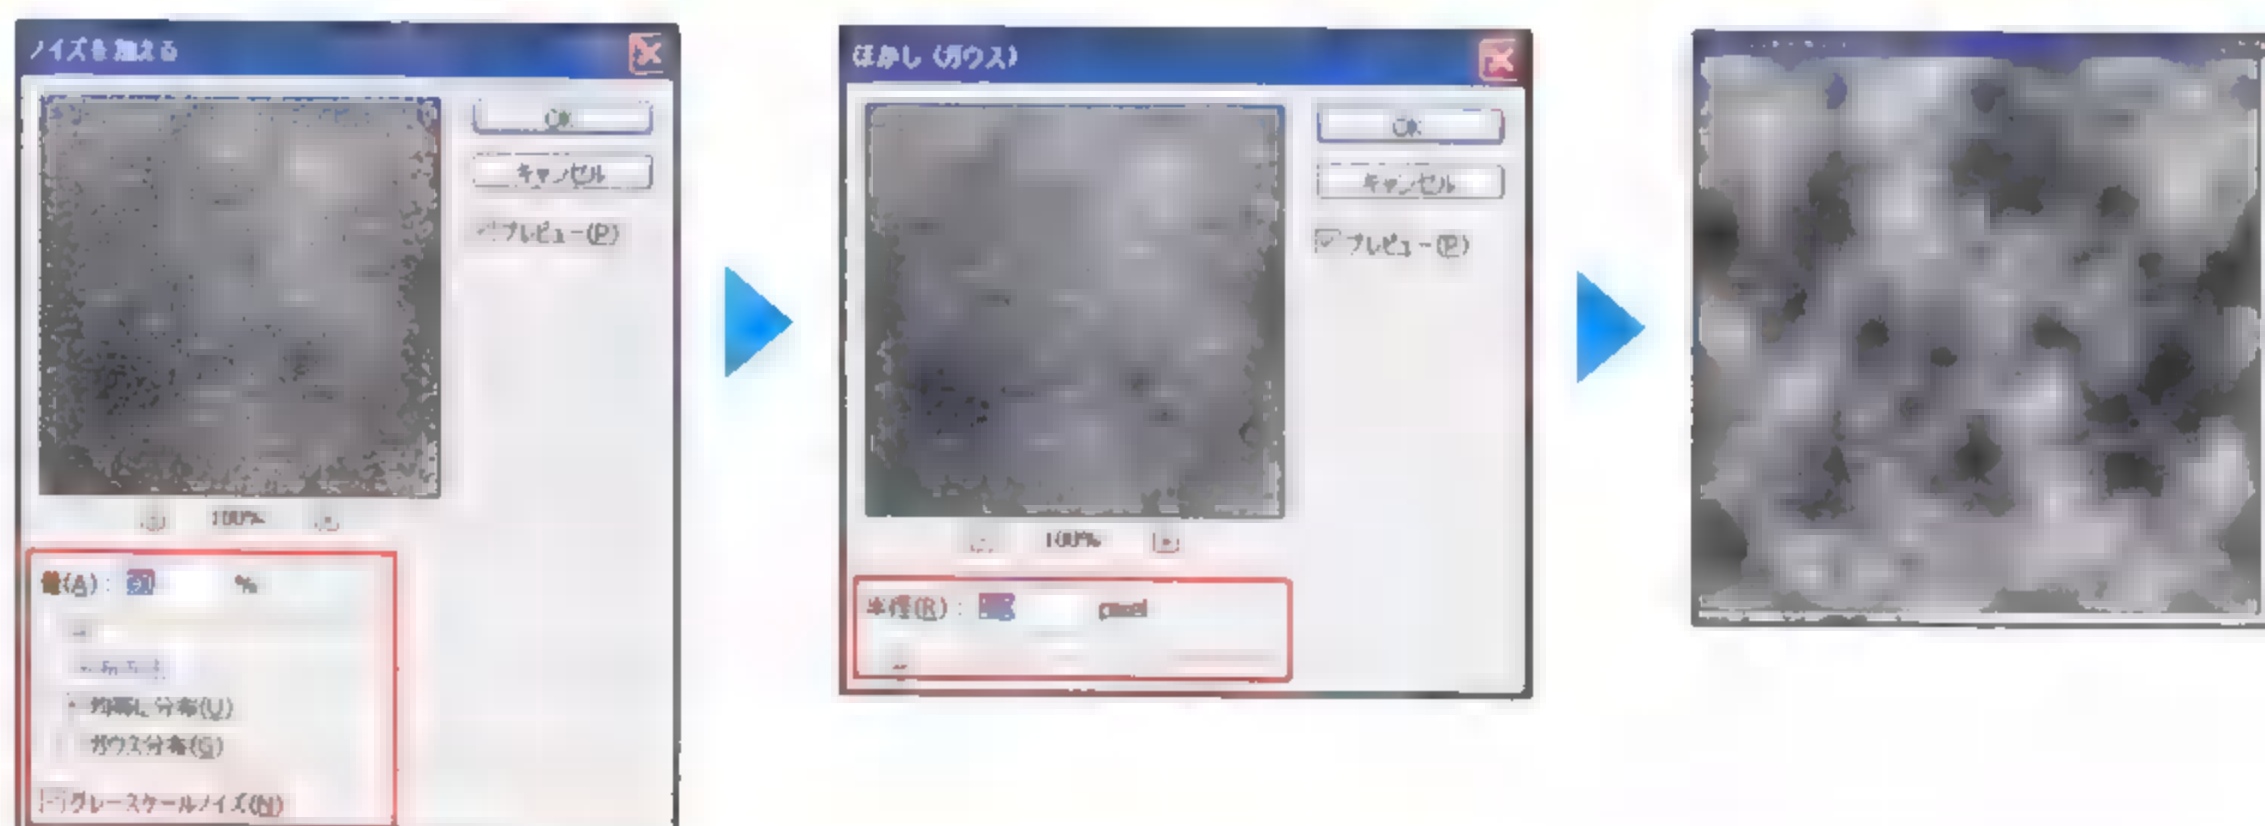 ノイズを加える
OK
キャンセル
プレビュー(P)
100%
量(A): %
均等に分布(U)
ガウス分布(G)
グレースケールノイズ(N)
ぼかし (ガウス)
OK
キャンセル
プレビュー(P)
100%
半径(R): pixel